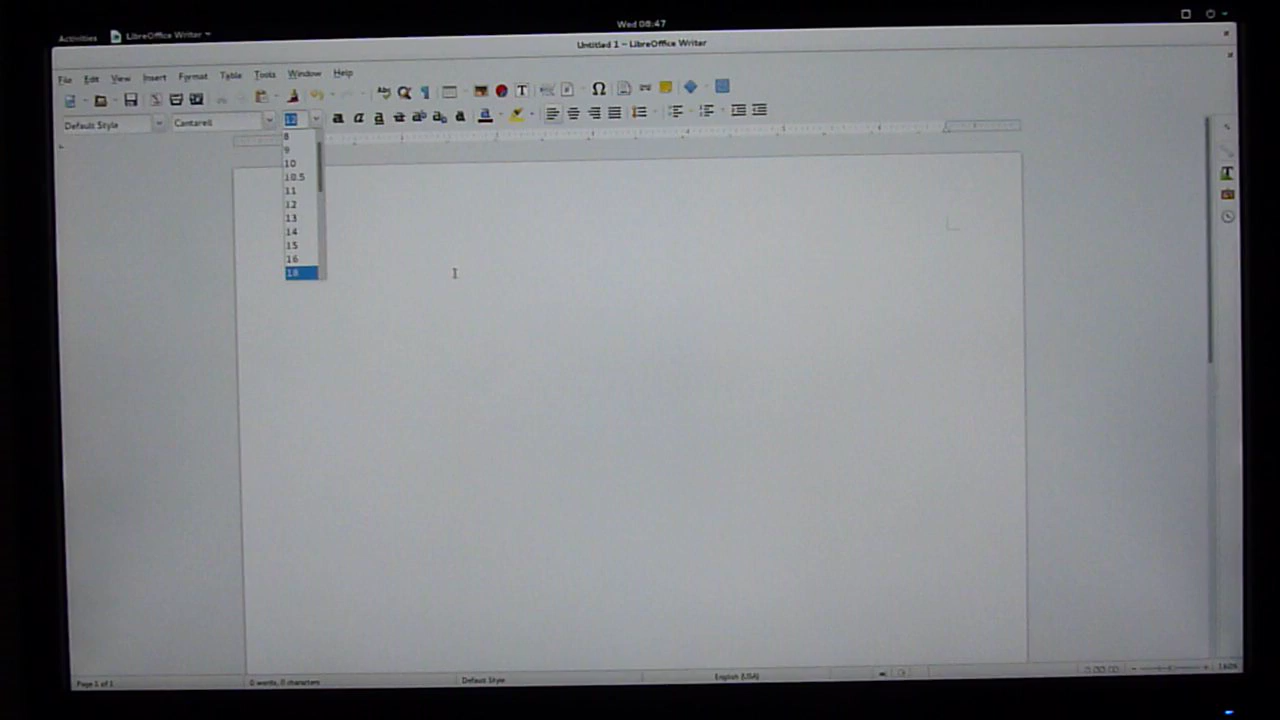 Wed 08:47
Activities LibreOffice Writer
Untitled 1 - LibreOffice Writer
File Edit View Insert Format Table Tools Window Help
Default Style Cantarell 12
8
9
10
10.5
11
12
13
14
15
16
18
Page 1 of 1 0 words, 0 characters Default Style English (USA) 160%